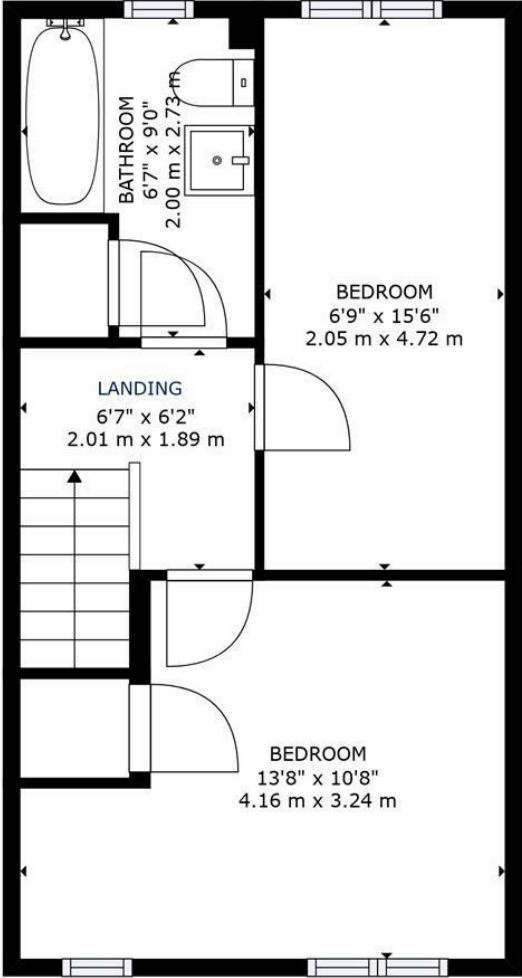 BATHROOM
6'7" x 9'0"
2.00 m x 2.73 m
BEDROOM
6'9" x 15'6"
2.05 m x 4.72 m
LANDING
6'7" x 6'2"
2.01 m x 1.89 m
BEDROOM
13'8" x 10'8"
4.16 m x 3.24 m